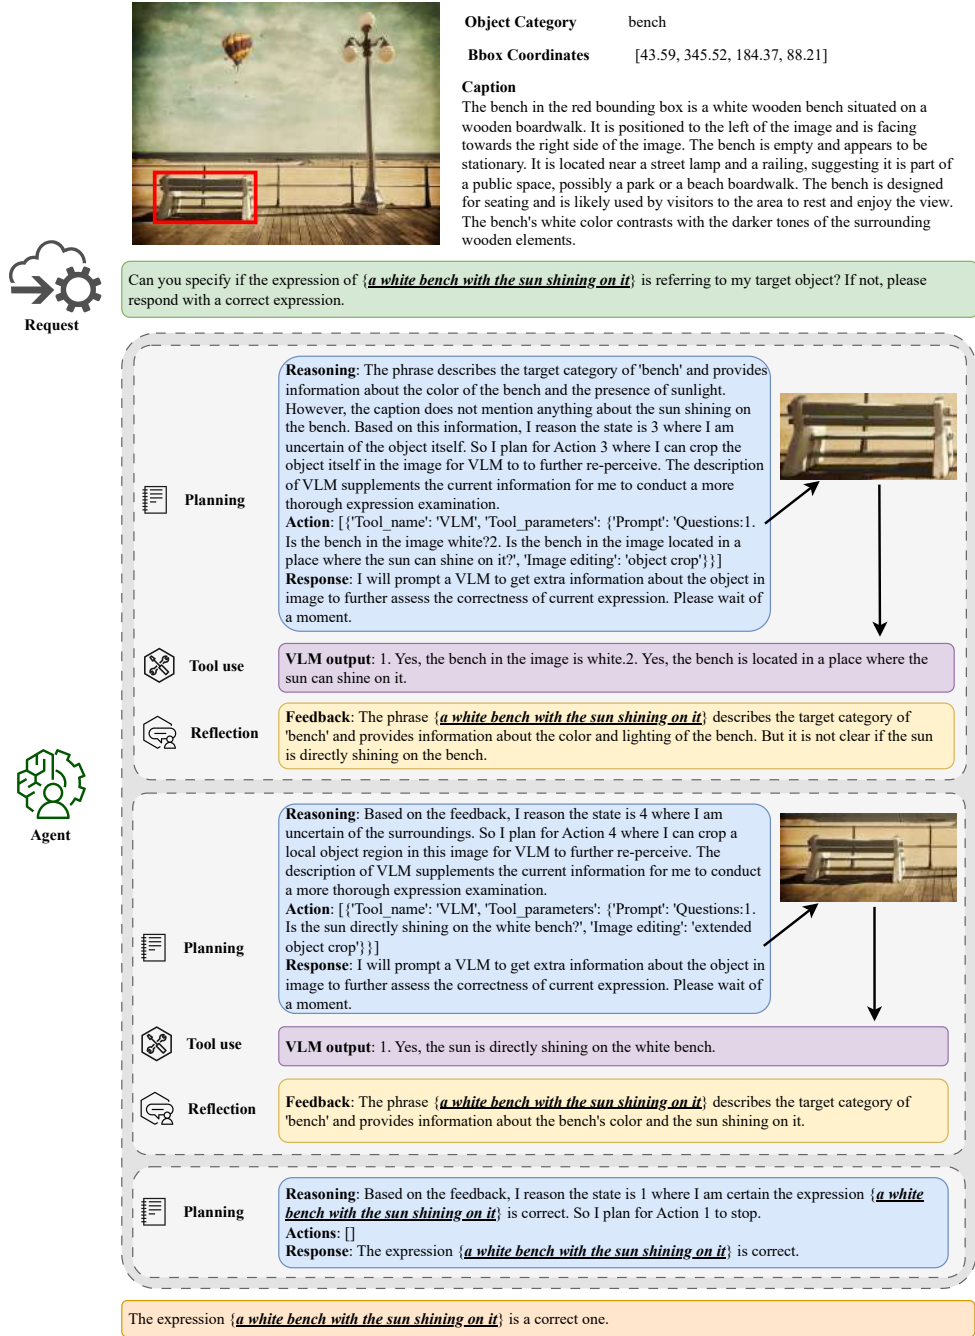 Object Category bench
Bbox Coordinates [43.59, 345.52, 184.37, 88.21]
Caption
The bench in the red bounding box is a white wooden bench situated on a
wooden boardwalk. It is positioned to the left of the image and is facing
towards the right side of the image. The bench is empty and appears to be
stationary. It is located near a street lamp and a railing, suggesting it is part of
a public space, possibly a park or a beach boardwalk. The bench is designed
for seating and is likely used by visitors to the area to rest and enjoy the view.
The bench's white color contrasts with the darker tones of the surrounding
wooden elements.
Request
Can you specify if the expression of {a white bench with the sun shining on it} is referring to my target object? If not, please
respond with a correct expression.
Agent
Planning
Reasoning: The phrase describes the target category of 'bench' and provides
information about the color of the bench and the presence of sunlight.
However, the caption does not mention anything about the sun shining on
the bench. Based on this information, I reason the state is 3 where I am
uncertain of the object itself. So I plan for Action 3 where I can crop the
object itself in the image for VLM to to further re-perceive. The description
of VLM supplements the current information for me to conduct a more
thorough expression examination.
Action: [{'Tool_name': 'VLM', 'Tool_parameters': {'Prompt': 'Questions:1.
Is the bench in the image white?2. Is the bench in the image located in a
place where the sun can shine on it?', 'Image editing': 'object crop'}}]
Response: I will prompt a VLM to get extra information about the object in
image to further assess the correctness of current expression. Please wait of
a moment.
Tool use
VLM output: 1. Yes, the bench in the image is white.2. Yes, the bench is located in a place where the
sun can shine on it.
Reflection
Feedback: The phrase {a white bench with the sun shining on it} describes the target category of
'bench' and provides information about the color and lighting of the bench. But it is not clear if the sun
is directly shining on the bench.
Planning
Reasoning: Based on the feedback, I reason the state is 4 where I am
uncertain of the surroundings. So I plan for Action 4 where I can crop a
local object region in this image for VLM to further re-perceive. The
description of VLM supplements the current information for me to conduct
a more thorough expression examination.
Action: [{'Tool_name': 'VLM', 'Tool_parameters': {'Prompt': 'Questions:1.
Is the sun directly shining on the white bench?', 'Image editing': 'extended
object crop'}}]
Response: I will prompt a VLM to get extra information about the object in
image to further assess the correctness of current expression. Please wait of
a moment.
Tool use
VLM output: 1. Yes, the sun is directly shining on the white bench.
Reflection
Feedback: The phrase {a white bench with the sun shining on it} describes the target category of
'bench' and provides information about the bench's color and the sun shining on it.
Planning
Reasoning: Based on the feedback, I reason the state is 1 where I am certain the expression {a white
bench with the sun shining on it} is correct. So I plan for Action 1 to stop.
Actions: []
Response: The expression {a white bench with the sun shining on it} is correct.
The expression {a white bench with the sun shining on it} is a correct one.